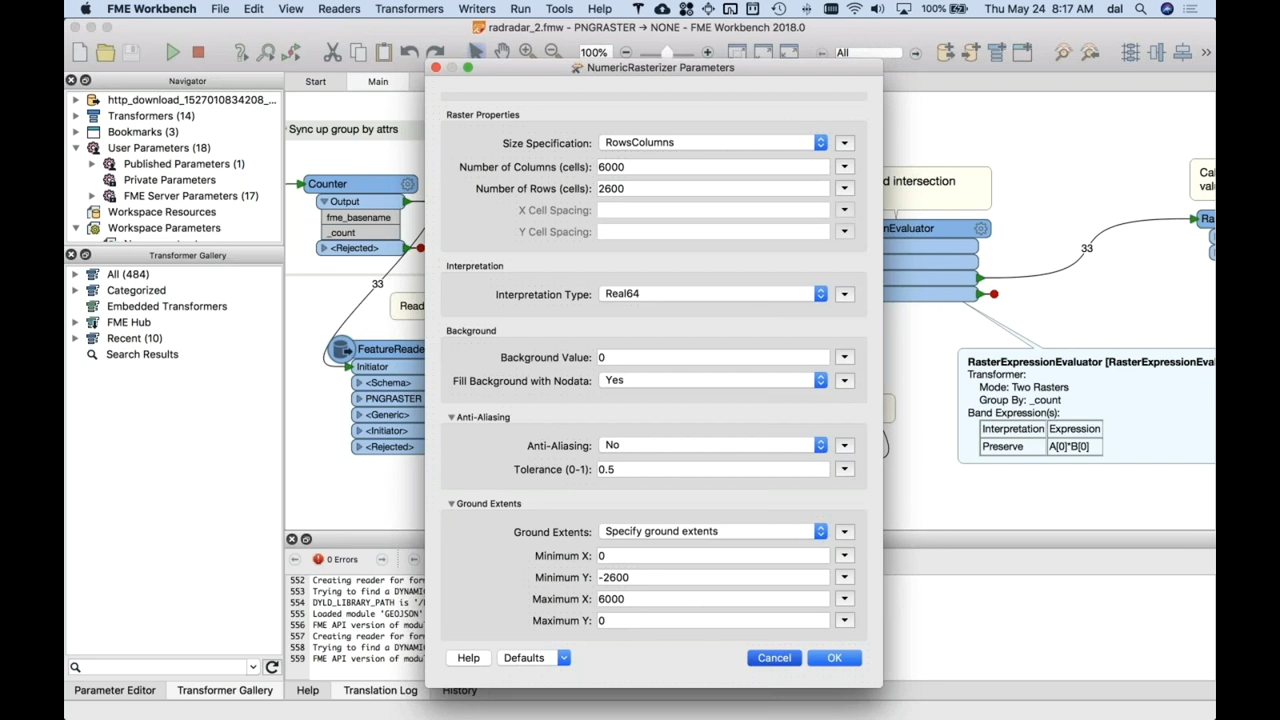 FME Workbench File Edit View Readers Transformers Writers Run Tools Help 100% Thu May 24 8:17 AM dal
radradar_2.fmw - PNGRASTER → NONE - FME Workbench 2018.0
100% All
NumericRasterizer Parameters
Navigator
http_download_1527010834208_...
Transformers (14)
Bookmarks (3)
User Parameters (18)
Published Parameters (1)
Private Parameters
FME Server Parameters (17)
Workspace Resources
Workspace Parameters
Transformer Gallery
All (484)
Categorized
Embedded Transformers
FME Hub
Recent (10)
Search Results
Parameter Editor Transformer Gallery Help Translation Log History
Start Main
Sync up group by attrs
Counter
Output
fme_basename
_count
<Rejected>
33
Read
FeatureReade
Initiator
<Schema>
PNGRASTER
<Generic>
<Initiator>
<Rejected>
0 Errors
552 Creating reader for for
553 Trying to find a DYNAMI
554 DYLD_LIBRARY_PATH is '/
555 Loaded module 'GEOJSON'
556 FME API version of modu
557 Creating reader for for
558 Trying to find a DYNAMI
559 FME API version of modu
Raster Properties
Size Specification: RowsColumns
Number of Columns (cells): 6000
Number of Rows (cells): 2600
X Cell Spacing:
Y Cell Spacing:
Interpretation
Interpretation Type: Real64
Background
Background Value: 0
Fill Background with Nodata: Yes
Anti-Aliasing
Anti-Aliasing: No
Tolerance (0-1): 0.5
Ground Extents
Ground Extents: Specify ground extents
Minimum X: 0
Minimum Y: -2600
Maximum X: 6000
Maximum Y: 0
Help Defaults Cancel OK
d intersection
nEvaluator
33
Cal
valu
Ra
RasterExpressionEvaluator [RasterExpressionEval
Transformer:
Mode: Two Rasters
Group By: _count
Band Expression(s):
Interpretation Expression
Preserve A[0]*B[0]